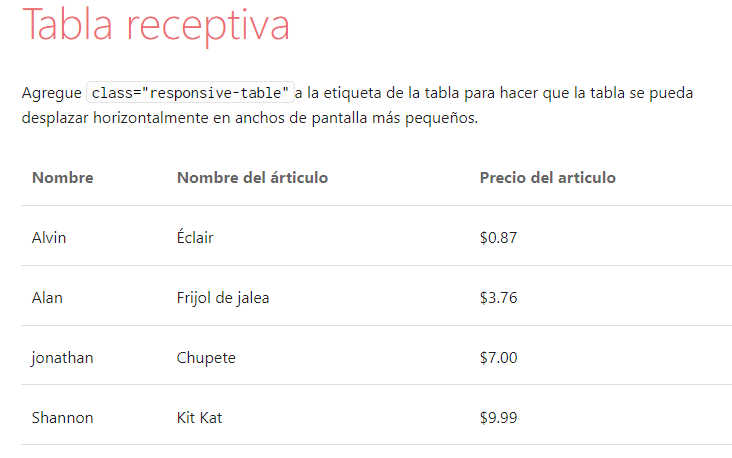 Tabla receptiva
Agregue class="responsive-table" a la etiqueta de la tabla para hacer que la tabla se pueda
desplazar horizontalmente en anchos de pantalla más pequeños.
Nombre Nombre del árticulo Precio del articulo
Alvin Éclair $0.87
Alan Frijol de jalea $3.76
jonathan Chupete $7.00
Shannon Kit Kat $9.99